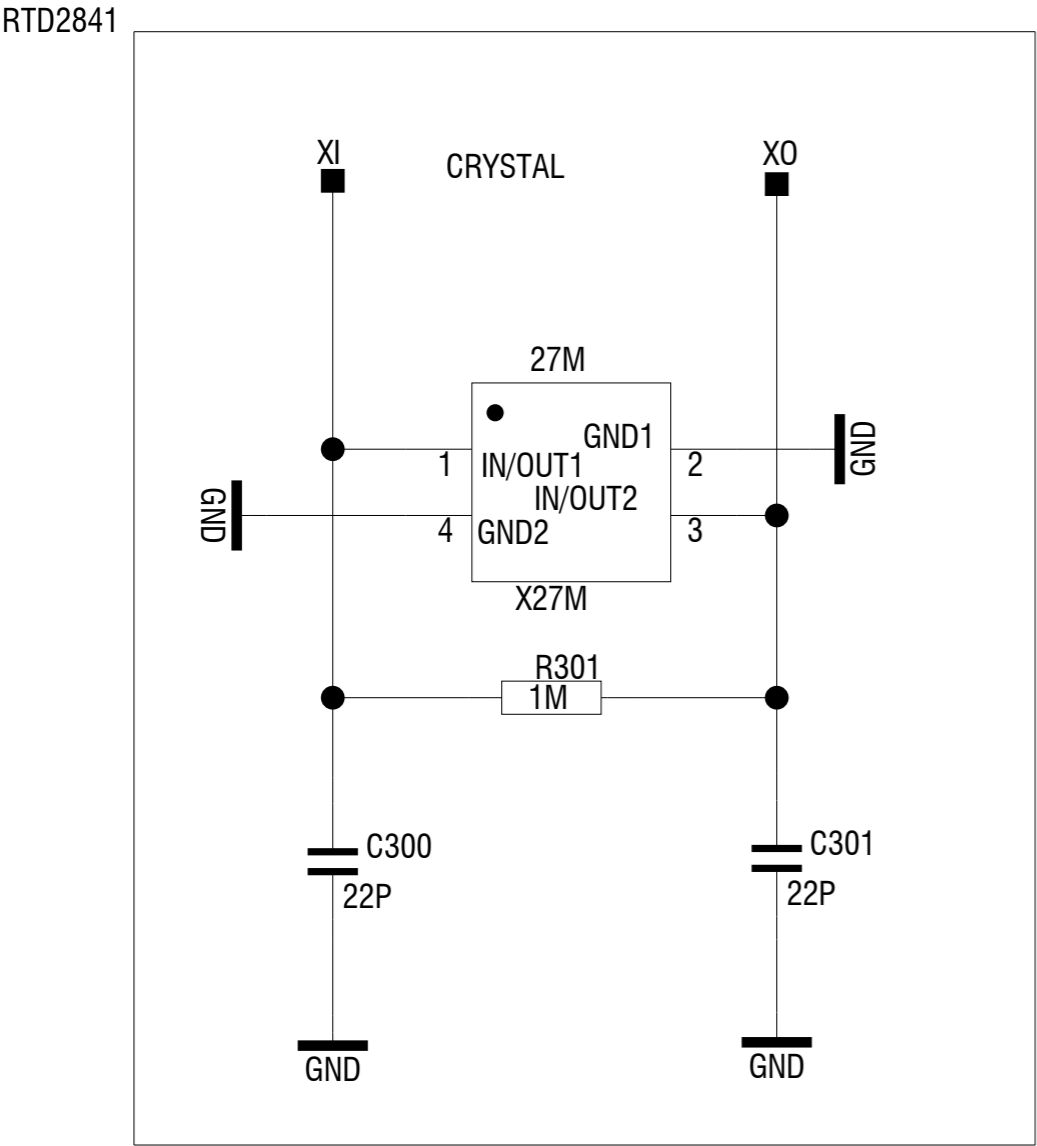 RTD2841
XI
CRYSTAL
XO
27M
GND1
GND
1
IN/OUT1
2
GND
IN/OUT2
4
GND2
3
X27M
R301
1M
C300
C301
22P
22P
GND
GND